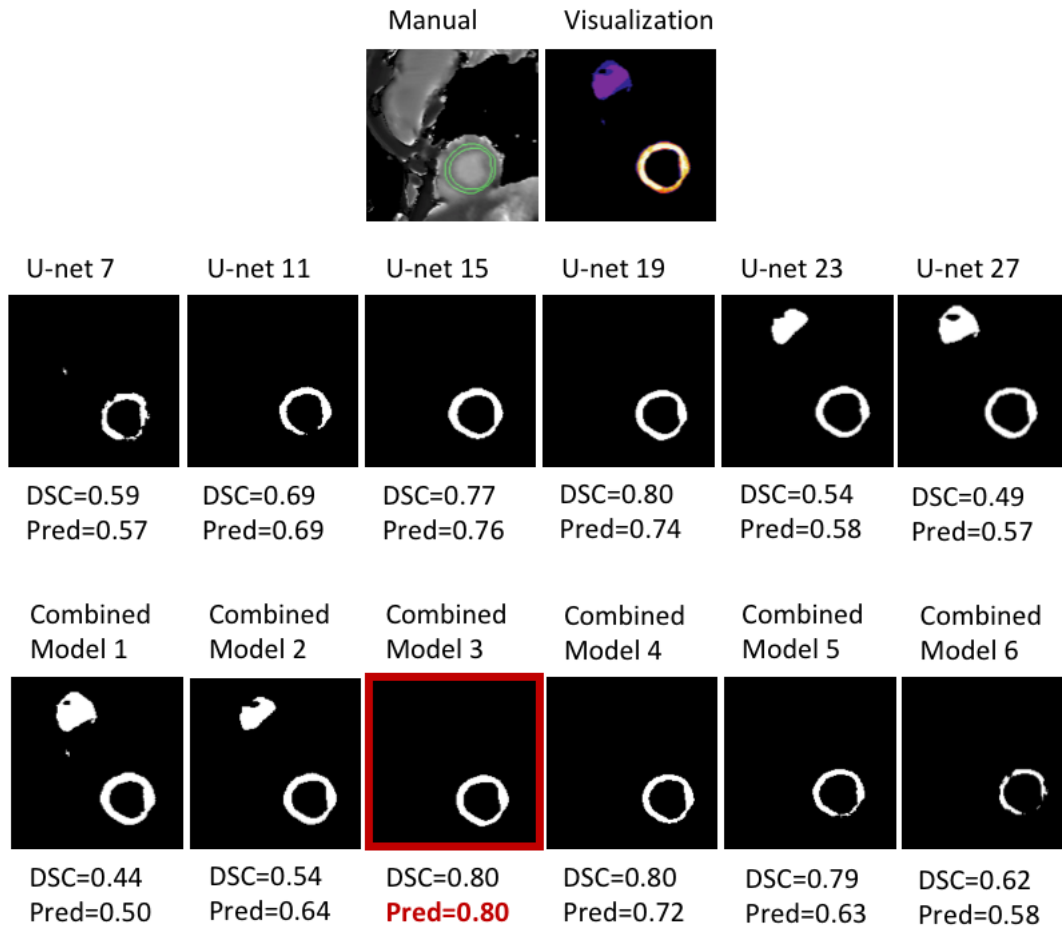 Manual Visualization
U-net 7 U-net 11 U-net 15 U-net 19 U-net 23 U-net 27
DSC=0.59 DSC=0.69 DSC=0.77 DSC=0.80 DSC=0.54 DSC=0.49
Pred=0.57 Pred=0.69 Pred=0.76 Pred=0.74 Pred=0.58 Pred=0.57
Combined Combined Combined Combined Combined Combined
Model 1 Model 2 Model 3 Model 4 Model 5 Model 6
DSC=0.44 DSC=0.54 DSC=0.80 DSC=0.80 DSC=0.79 DSC=0.62
Pred=0.50 Pred=0.64 Pred=0.80 Pred=0.72 Pred=0.63 Pred=0.58